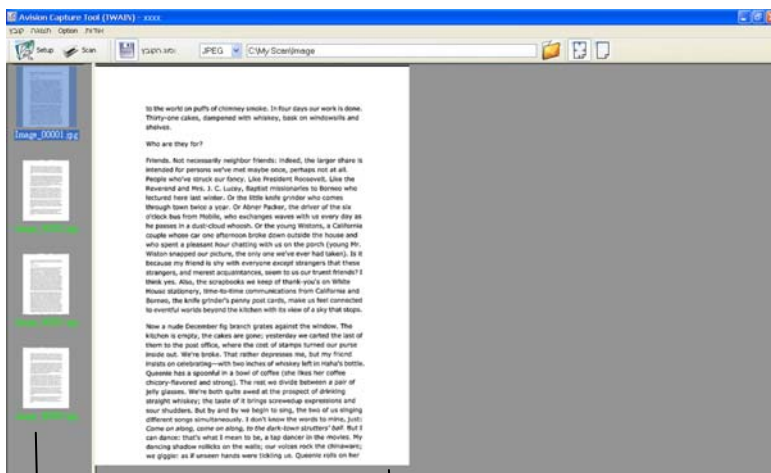 Avision Capture Tool (TWAIN) - xxxx
קובץ Option אודות
Setup Scan סוג הקובץ: JPEG C:\My Scan\Image
Image_00001.jpg
to the world on puffs of chimney smoke. In four days our work is done.
Thirty-one cakes, dampened with whiskey, bask on windowsills and
shelves.
Who are they for?
Friends. Not necessarily neighbor friends: indeed, the larger share is
intended for persons we've met maybe once, perhaps not at all.
People who've struck our fancy. Like President Roosevelt. Like the
Reverend and Mrs. J. C. Lucey, Baptist missionaries to Borneo who
lectured here last winter. Or the little knife grinder who comes
through town twice a year. Or Abner Packer, the driver of the six
o'clock bus from Mobile, who exchanges waves with us every day as
he passes in a dust-cloud whoosh. Or the young Wistons, a California
couple whose car one afternoon broke down outside the house and
who spent a pleasant hour chatting with us on the porch (young Mr.
Wiston snapped our picture, the only one we've ever had taken). Is it
because my friend is shy with everyone except strangers that these
strangers, and merest acquaintances, seem to us our truest friends? I
think yes. Also, the scrapbooks we keep of thank-you's on White
House stationery, time-to-time communications from California and
Borneo, the knife grinder's penny post cards, make us feel connected
to eventful worlds beyond the kitchen with its view of a sky that stops.
Now a nude December fig branch grates against the window. The
kitchen is empty, the cakes are gone; yesterday we carted the last of
them to the post office, where the cost of stamps turned our purse
inside out. We're broke. That rather depresses me, but my friend
insists on celebrating—with two inches of whiskey left in Haha's bottle.
Queenie has a spoonful in a bowl of coffee (she likes her coffee
chicory-flavored and strong). The rest we divide between a pair of
jelly glasses. We're both quite awed at the prospect of drinking
straight whiskey; the taste of it brings screwedup expressions and
sour shudders. But by and by we begin to sing, the two of us singing
different songs simultaneously. I don't know the words to mine, just:
Come on along, come on along, to the dark-town strutters' ball. But I
can dance: that's what I mean to be, a tap dancer in the movies. My
dancing shadow rollicks on the walls; our voices rock the chinaware;
we giggle: as if unseen hands were tickling us. Queenie rolls on her